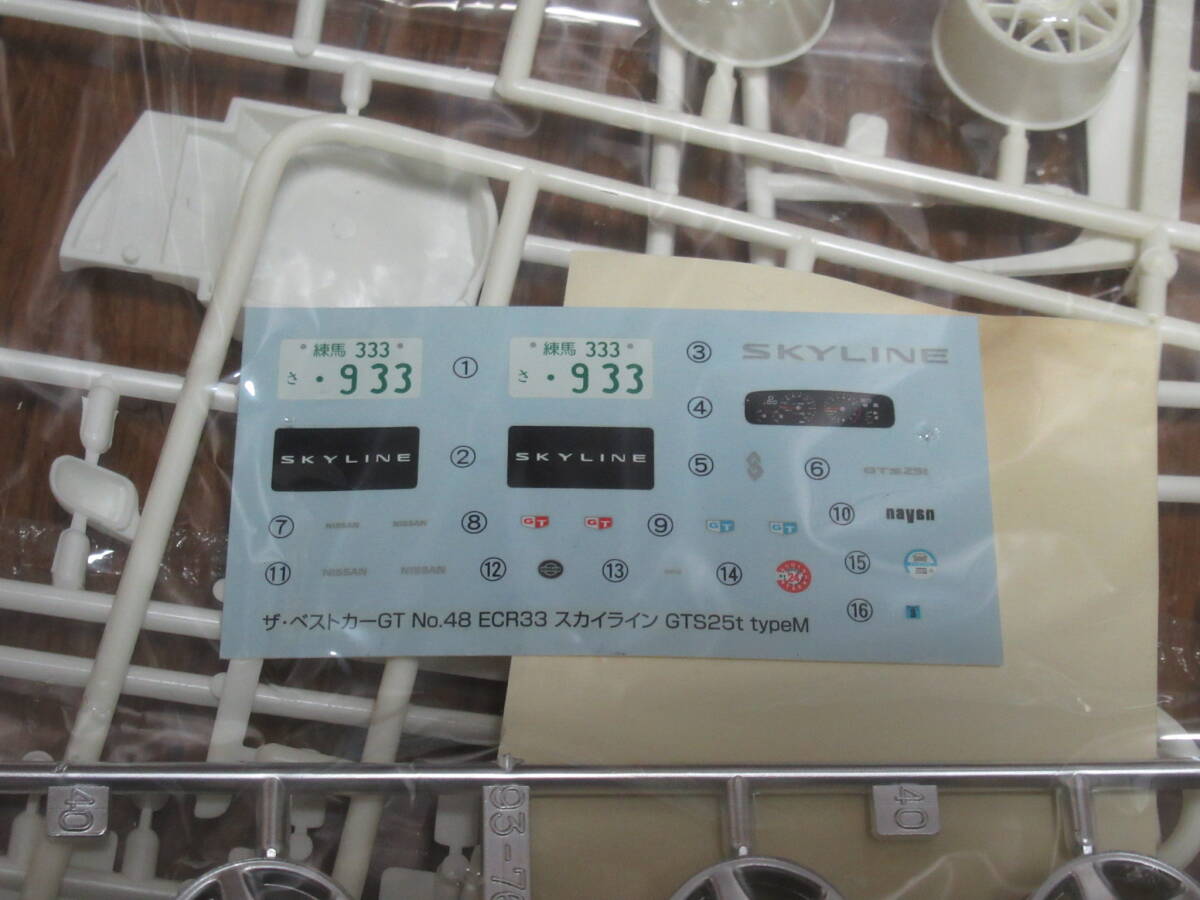 練馬 333
さ ・933
①
練馬 333
さ ・933
③ SKYLINE
④
SKYLINE
②
SKYLINE
⑤
⑥ GTS25t
⑦ NISSAN NISSAN
⑧ GT GT
⑨ GT GT
⑩ nayan
⑪ NISSAN NISSAN
⑫
⑬
⑭
⑮
⑯
ザ・ベストカーGT No.48 ECR33 スカイライン GTS25t typeM
40
93-76
40